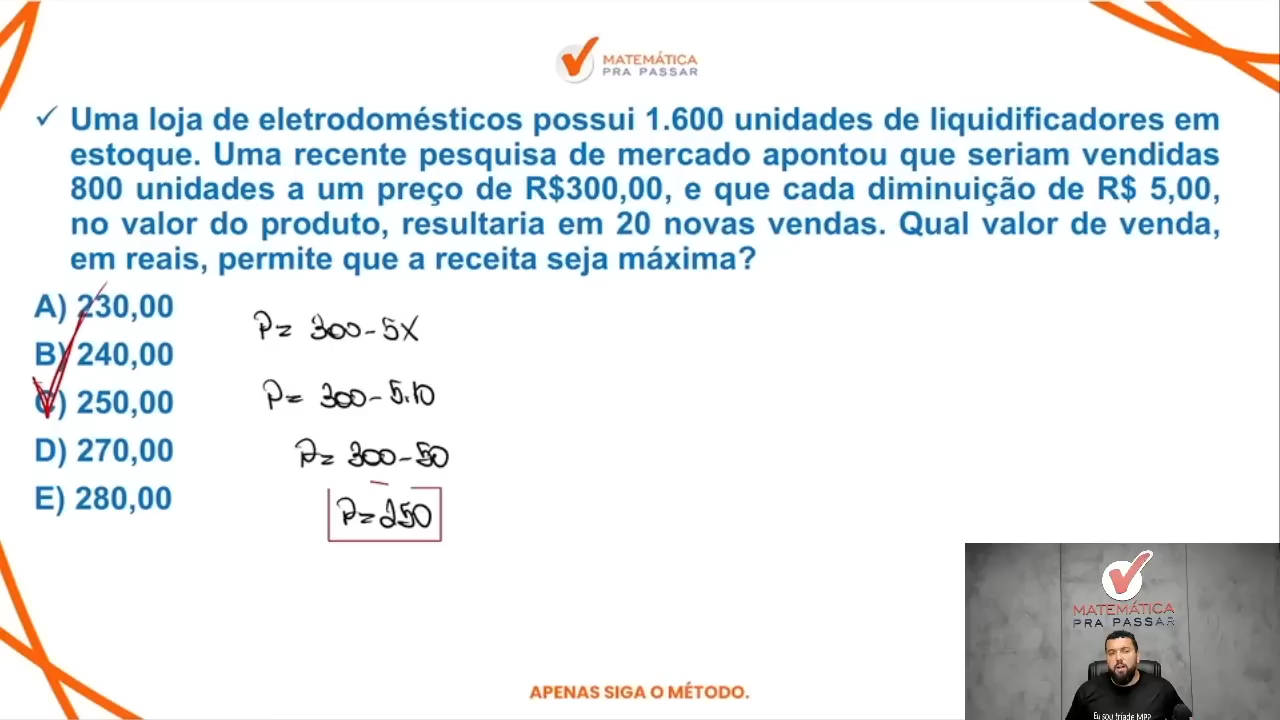 MATEMÁTICA
PRA PASSAR
✓ Uma loja de eletrodomésticos possui 1.600 unidades de liquidificadores em
estoque. Uma recente pesquisa de mercado apontou que seriam vendidas
800 unidades a um preço de R$300,00, e que cada diminuição de R$ 5,00,
no valor do produto, resultaria em 20 novas vendas. Qual valor de venda,
em reais, permite que a receita seja máxima?
A) 230,00
B) 240,00
C) 250,00
D) 270,00
E) 280,00
P= 300-5X
P= 300-5.10
P= 300-50
P=250
MATEMÁTICA
PRA PASSAR
Eu sou tríade MPP
APENAS SIGA O MÉTODO.